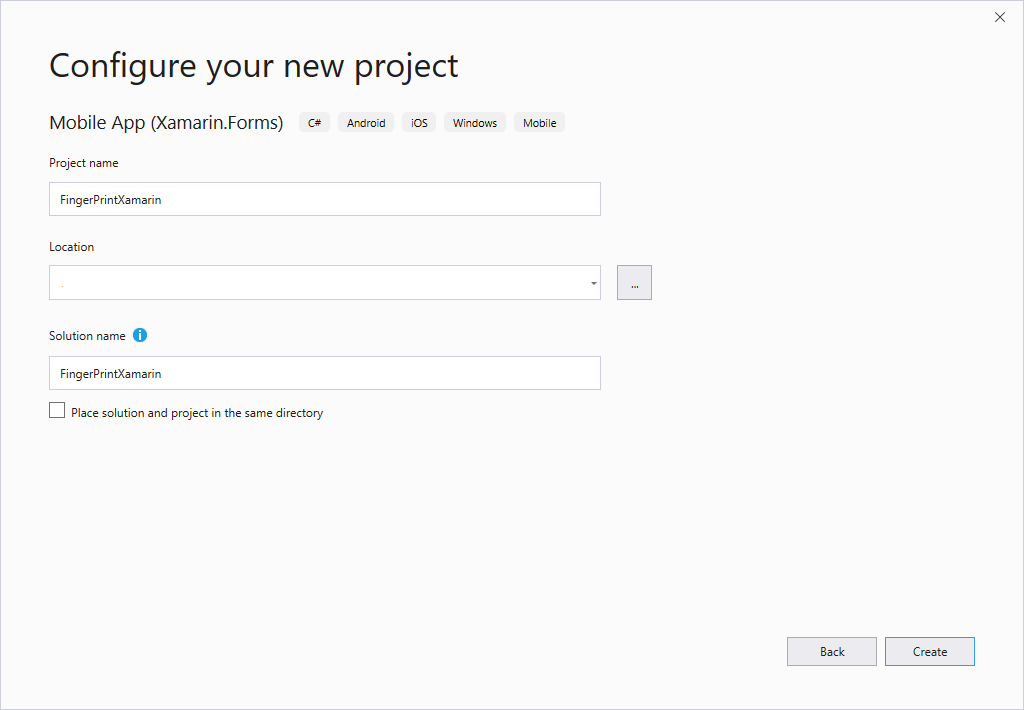 Configure your new project
Mobile App (Xamarin.Forms) C# Android iOS Windows Mobile
Project name
FingerPrintXamarin
Location
...
Solution name
FingerPrintXamarin
Place solution and project in the same directory
Back Create